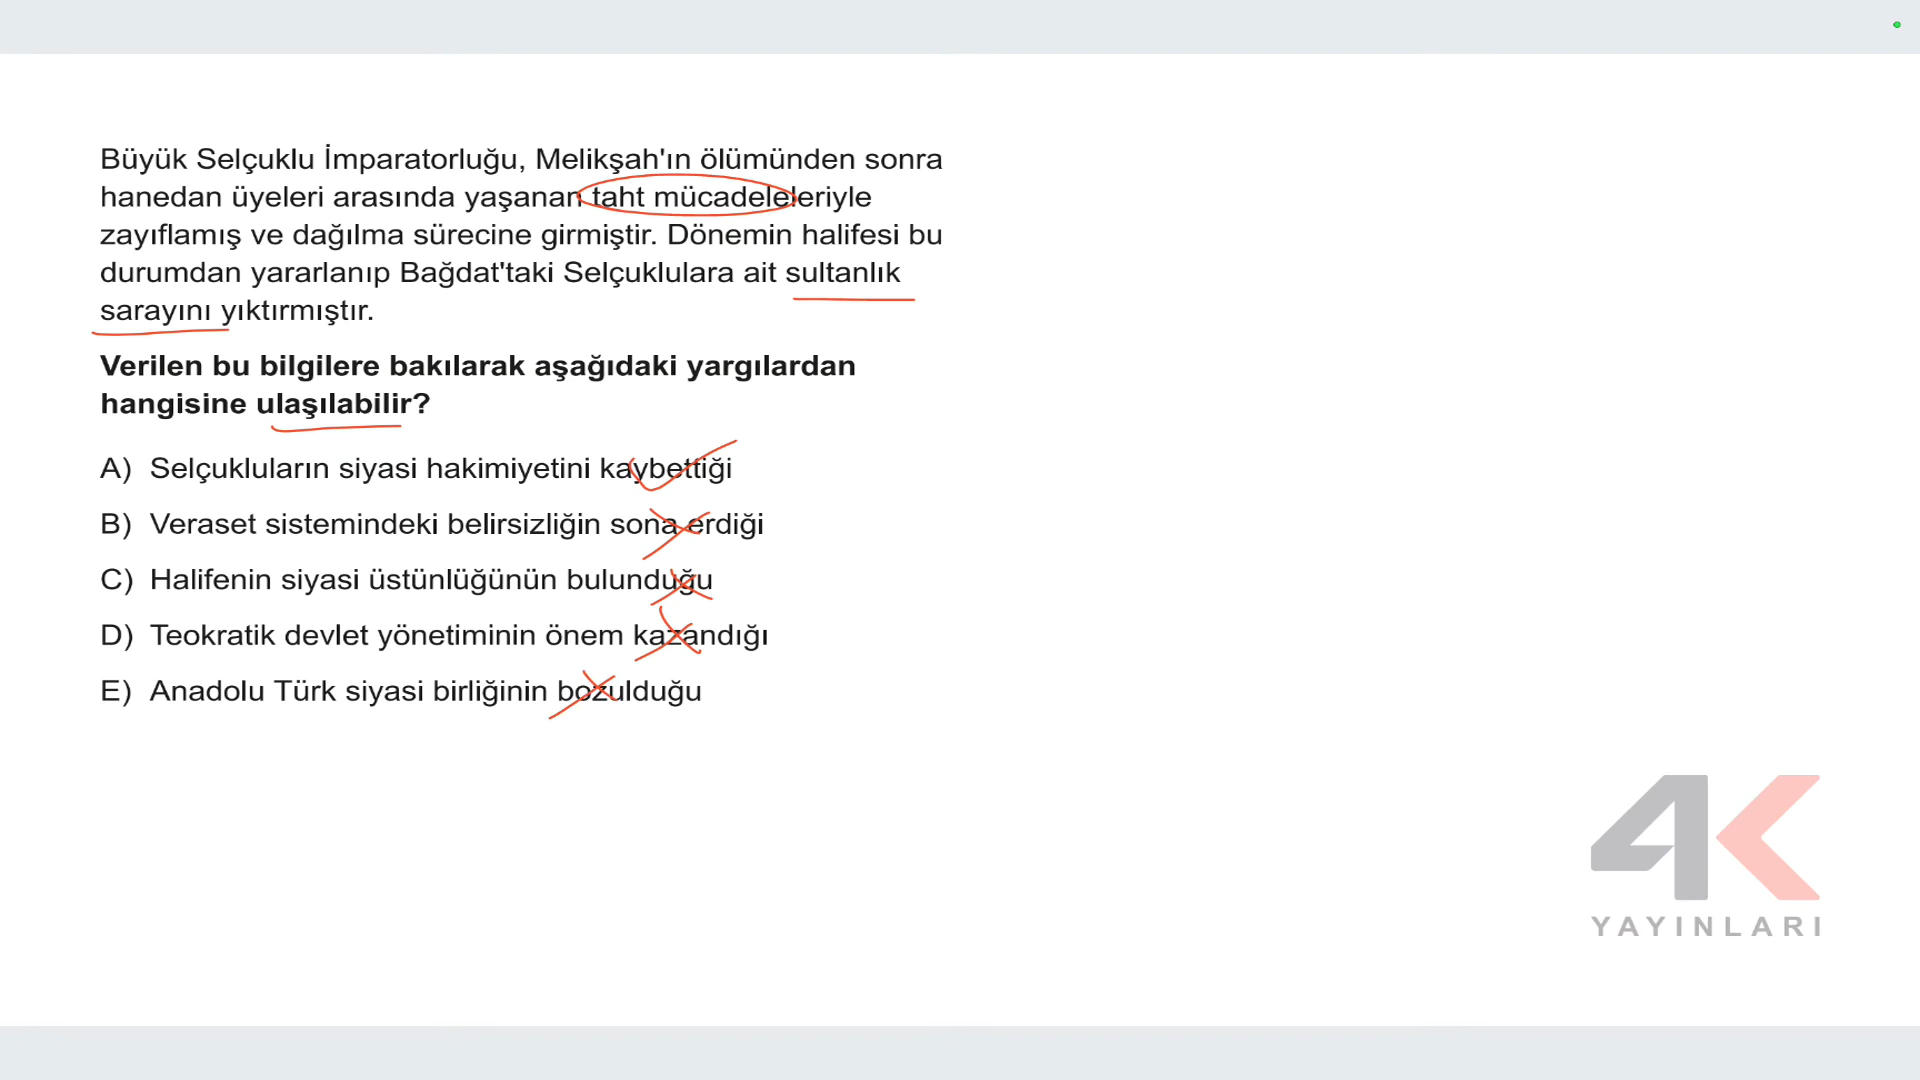 Büyük Selçuklu İmparatorluğu, Melikşah'ın ölümünden sonra
hanedan üyeleri arasında yaşanan taht mücadeleleriyle
zayıflamış ve dağılma sürecine girmiştir. Dönemin halifesi bu
durumdan yararlanıp Bağdat'taki Selçuklulara ait sultanlık
sarayını yıktırmıştır.
Verilen bu bilgilere bakılarak aşağıdaki yargılardan
hangisine ulaşılabilir?
A) Selçukluların siyasi hakimiyetini kaybettiği
B) Veraset sistemindeki belirsizliğin sona erdiği
C) Halifenin siyasi üstünlüğünün bulunduğu
D) Teokratik devlet yönetiminin önem kazandığı
E) Anadolu Türk siyasi birliğinin bozulduğu
4K
YAYINLARI